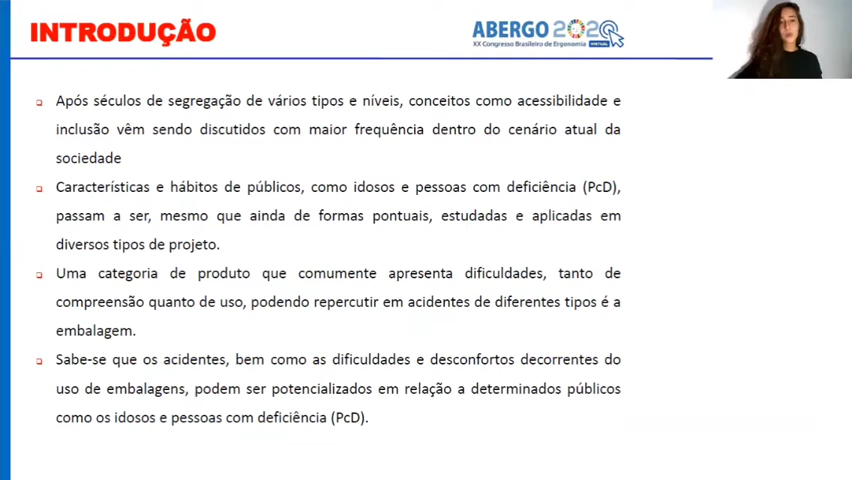 INTRODUÇÃO
ABERGO 2020
XX Congresso Brasileiro de Ergonomia VIRTUAL
Após séculos de segregação de vários tipos e níveis, conceitos como acessibilidade e
inclusão vêm sendo discutidos com maior frequência dentro do cenário atual da
sociedade
Características e hábitos de públicos, como idosos e pessoas com deficiência (PcD),
passam a ser, mesmo que ainda de formas pontuais, estudadas e aplicadas em
diversos tipos de projeto.
Uma categoria de produto que comumente apresenta dificuldades, tanto de
compreensão quanto de uso, podendo repercutir em acidentes de diferentes tipos é a
embalagem.
Sabe-se que os acidentes, bem como as dificuldades e desconfortos decorrentes do
uso de embalagens, podem ser potencializados em relação a determinados públicos
como os idosos e pessoas com deficiência (PcD).